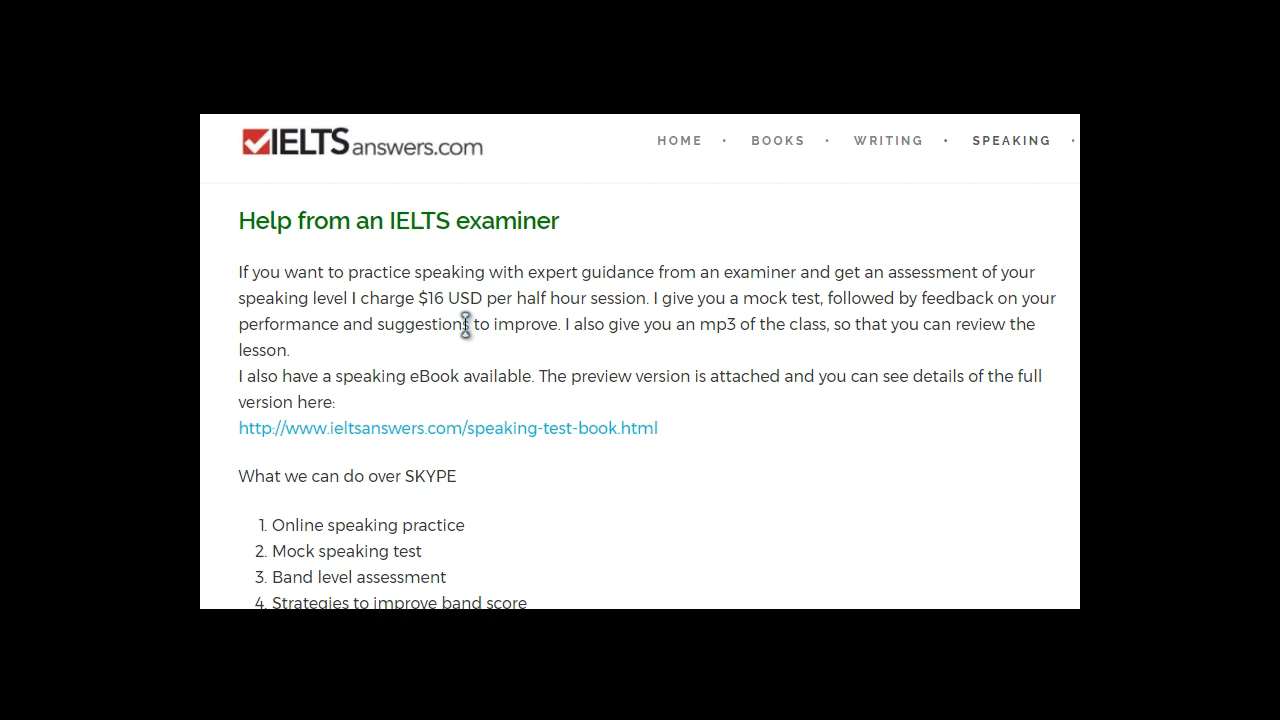 IELTSanswers.com
HOME • BOOKS • WRITING • SPEAKING •
Help from an IELTS examiner
If you want to practice speaking with expert guidance from an examiner and get an assessment of your
speaking level I charge $16 USD per half hour session. I give you a mock test, followed by feedback on your
performance and suggestions to improve. I also give you an mp3 of the class, so that you can review the
lesson.
I also have a speaking eBook available. The preview version is attached and you can see details of the full
version here:
http://www.ieltsanswers.com/speaking-test-book.html
What we can do over SKYPE
1. Online speaking practice
2. Mock speaking test
3. Band level assessment
4. Strategies to improve band score